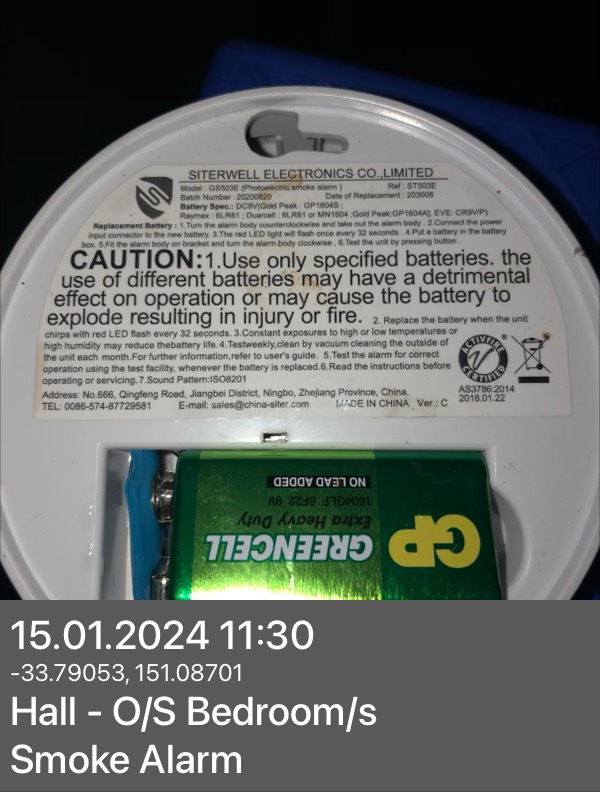 SITERWELL ELECTRONICS CO.,LIMITED
Model : GS503E (Photoelectric smoke alarm ) Ref : ST503E
Batch Number : 20200820 Date of Replacement : 203008
Battery Spec.: DC9V(Gold Peak : GP1604S ;
Raymax : 6LR61 ; Duarcell : 6LR61 or MN1604 ;Gold Peak:GP1604A]; EVE: CR9V/P)
Replacement Battery : 1.Turn the alarm body counterclockwise and take out the alarm body . 2.Connect the power
input connector to the new battery. 3.The red LED light will flash once every 32 seconds . 4.Put a battery in the battery
box. 5.Fit the alarm body on bracket and turn the alarm body clockwise . 6.Test the unit by pressing button .
CAUTION:1.Use only specified batteries. the
use of different batteries may have a detrimental
effect on operation or may cause the battery to
explode resulting in injury or fire. 2. Replace the battery when the unit
chirps with red LED flash every 32 seconds. 3.Constant exposures to high or low temperatures or
high humidity may reduce thebattery life. 4.Testweekly,clean by vacuum cleaning the outside of
the unit each month.For further information,refer to user's guide. 5.Test the alarm for correct
operation using the test facility, whenever the battery is replaced.6.Read the instructions before
operating or servicing.7.Sound Pattern:ISO8201
ACTIVFIRE
CERTIFIED
AS3786:2014
2018.01.22
Address: No.666, Qingfeng Road, Jiangbei District, Ningbo, Zhejiang Province, China.
TEL: 0086-574-87729581 E-mail: sales@china-siter.com MADE IN CHINA Ver.: C
NO LEAD ADDED
1604GLF 6F22 9V
Extra Heavy Duty
GREENCELL
GP
15.01.2024 11:30
-33.79053, 151.08701
Hall - O/S Bedroom/s
Smoke Alarm